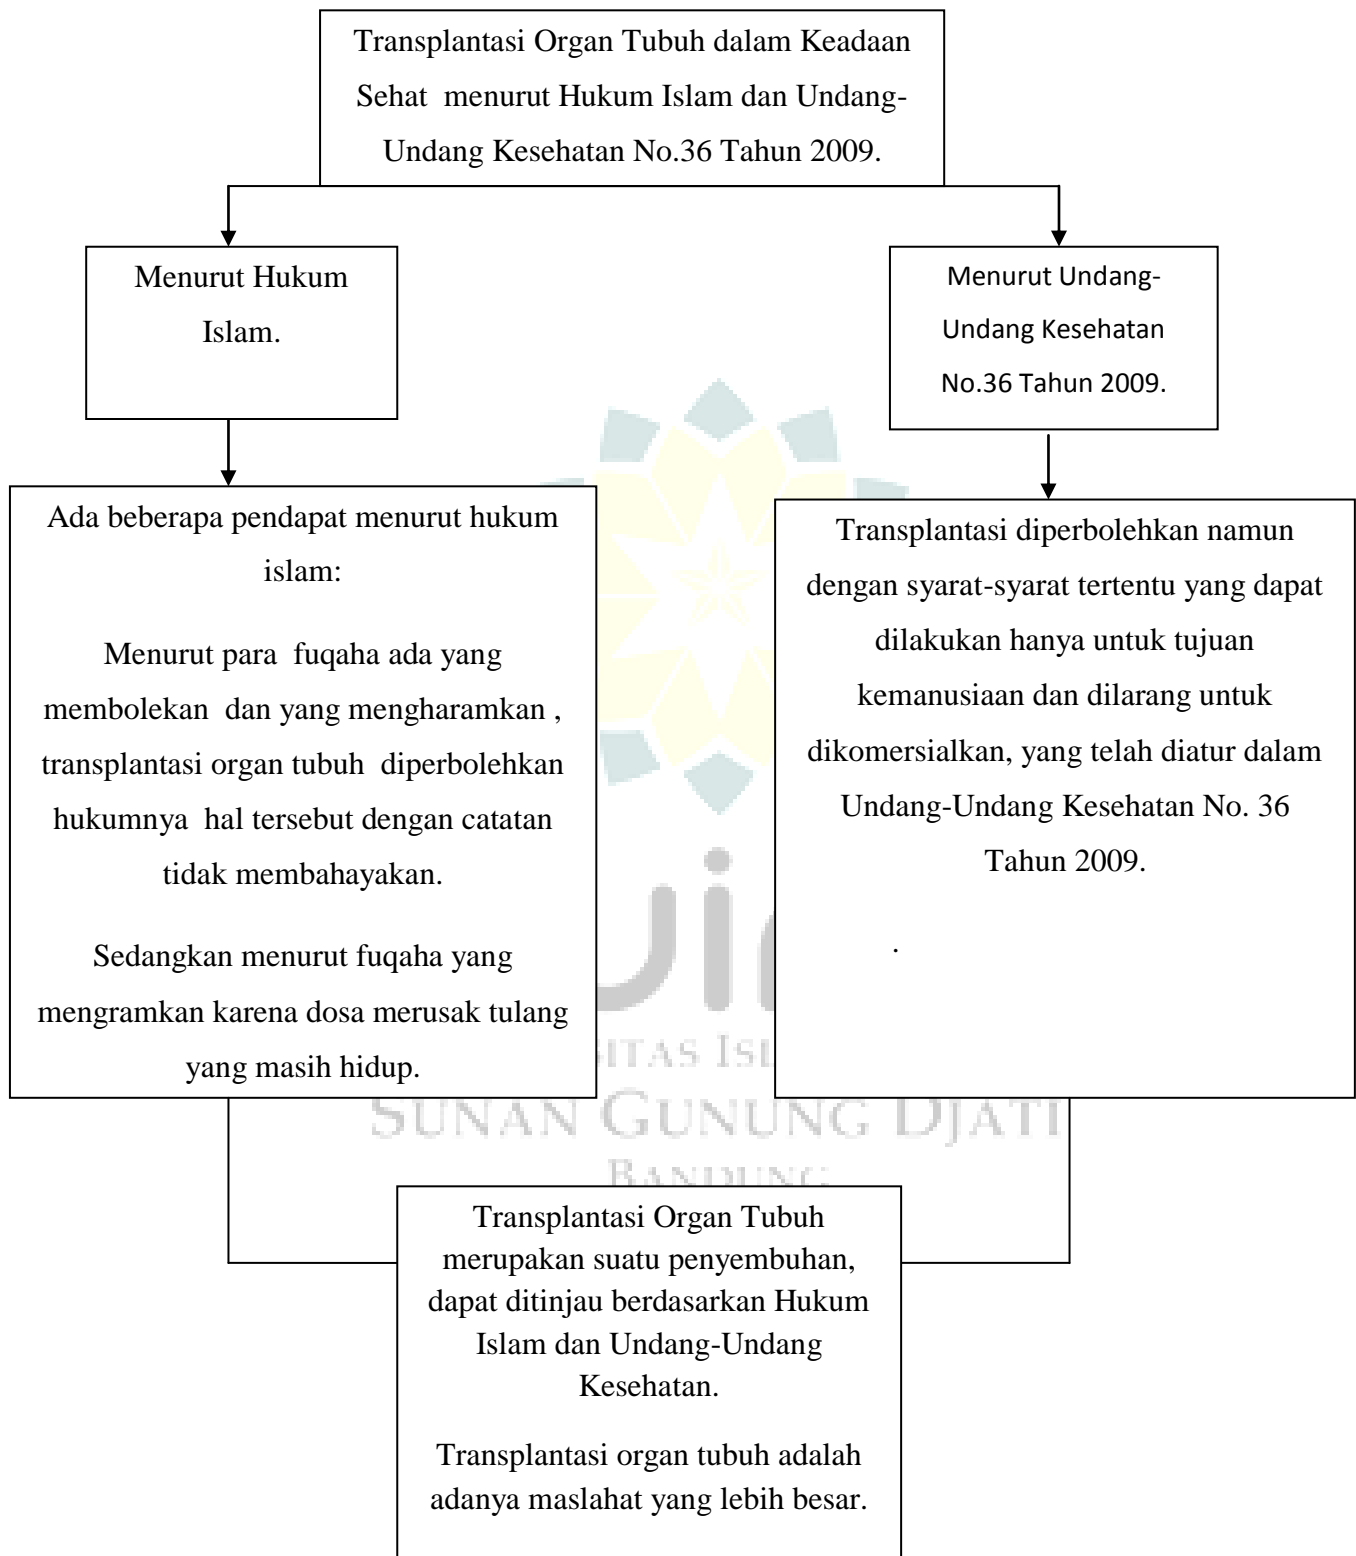 Transplantasi Organ Tubuh dalam Keadaan
Sehat menurut Hukum Islam dan Undang-
Undang Kesehatan No.36 Tahun 2009.
Menurut Hukum
Islam.
Menurut Undang-
Undang Kesehatan
No.36 Tahun 2009.
Ada beberapa pendapat menurut hukum
islam:
Menurut para fuqaha ada yang
membolekan dan yang mengharamkan ,
transplantasi organ tubuh diperbolehkan
hukumnya hal tersebut dengan catatan
tidak membahayakan.
Sedangkan menurut fuqaha yang
mengramkan karena dosa merusak tulang
yang masih hidup.
Transplantasi diperbolehkan namun
dengan syarat-syarat tertentu yang dapat
dilakukan hanya untuk tujuan
kemanusiaan dan dilarang untuk
dikomersialkan, yang telah diatur dalam
Undang-Undang Kesehatan No. 36
Tahun 2009.
.
SUNAN GUNUNG DJATI
BANDUNG
Transplantasi Organ Tubuh
merupakan suatu penyembuhan,
dapat ditinjau berdasarkan Hukum
Islam dan Undang-Undang
Kesehatan.
Transplantasi organ tubuh adalah
adanya maslahat yang lebih besar.